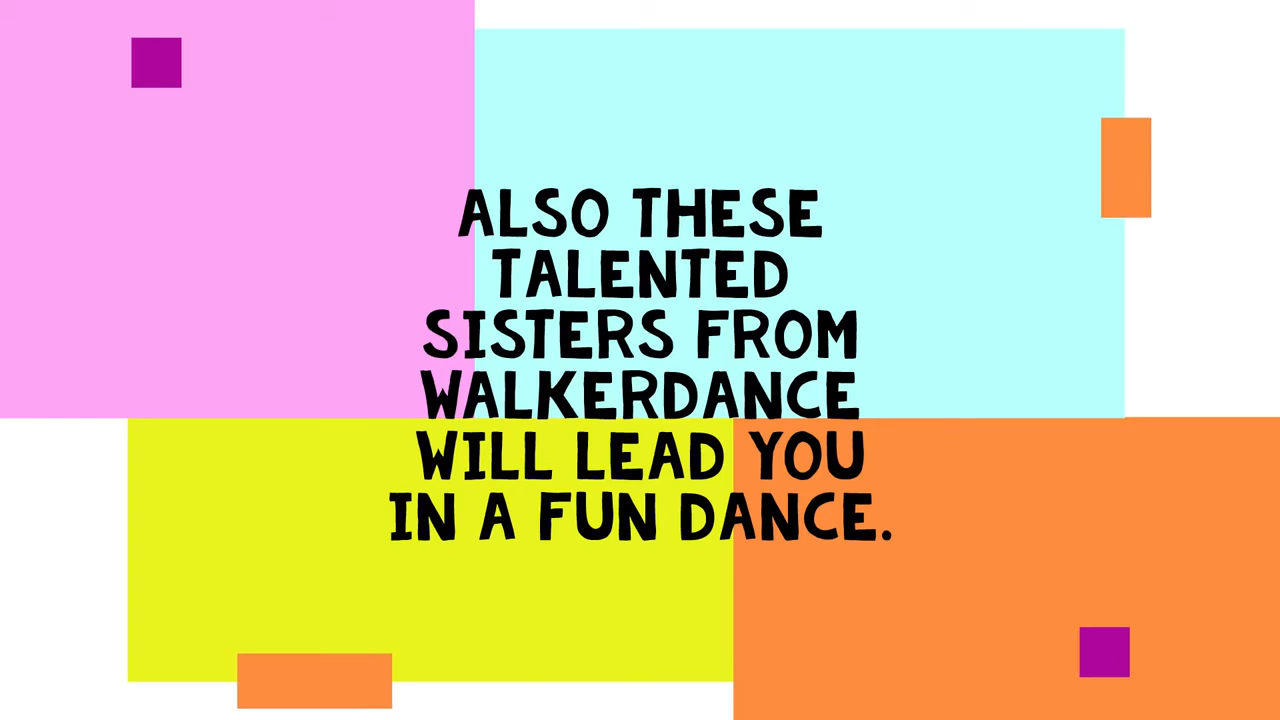 ALSO THESE
TALENTED
SISTERS FROM
WALKERDANCE
WILL LEAD YOU
IN A FUN DANCE.